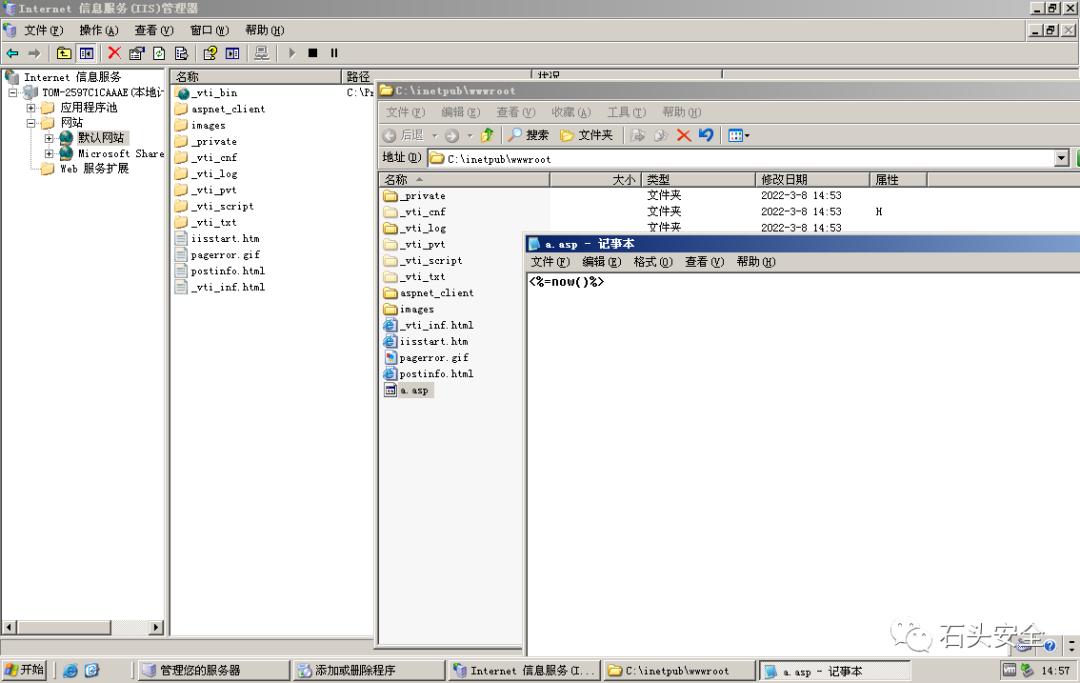 Internet 信息服务(IIS)管理器
文件(F) 操作(A) 查看(V) 窗口(W) 帮助(H)
Internet 信息服务
TOM-2597C1CAAAE(本地计
应用程序池
网站
默认网站
Microsoft Share
Web 服务扩展
名称 路径 状况
_vti_bin C:\Pr
aspnet_client
images
_private
_vti_cnf
_vti_log
_vti_pvt
_vti_script
_vti_txt
iisstart.htm
pagerror.gif
postinfo.html
_vti_inf.html
C:\inetpub\wwwroot
文件(F) 编辑(E) 查看(V) 收藏(A) 工具(T) 帮助(H)
后退 搜索 文件夹
地址(D) C:\inetpub\wwwroot
名称 大小 类型 修改日期 属性
_private 文件夹 2022-3-8 14:53
_vti_cnf 文件夹 2022-3-8 14:53 H
_vti_log 文件夹 2022-3-8 14:53
_vti_pvt
_vti_script
_vti_txt
aspnet_client
images
_vti_inf.html
iisstart.htm
pagerror.gif
postinfo.html
a.asp
a.asp - 记事本
文件(F) 编辑(E) 格式(O) 查看(V) 帮助(H)
<%=now()%>
石头安全
开始 管理您的服务器 添加或删除程序 Internet 信息服务(I... C:\inetpub\wwwroot a.asp - 记事本 14:57